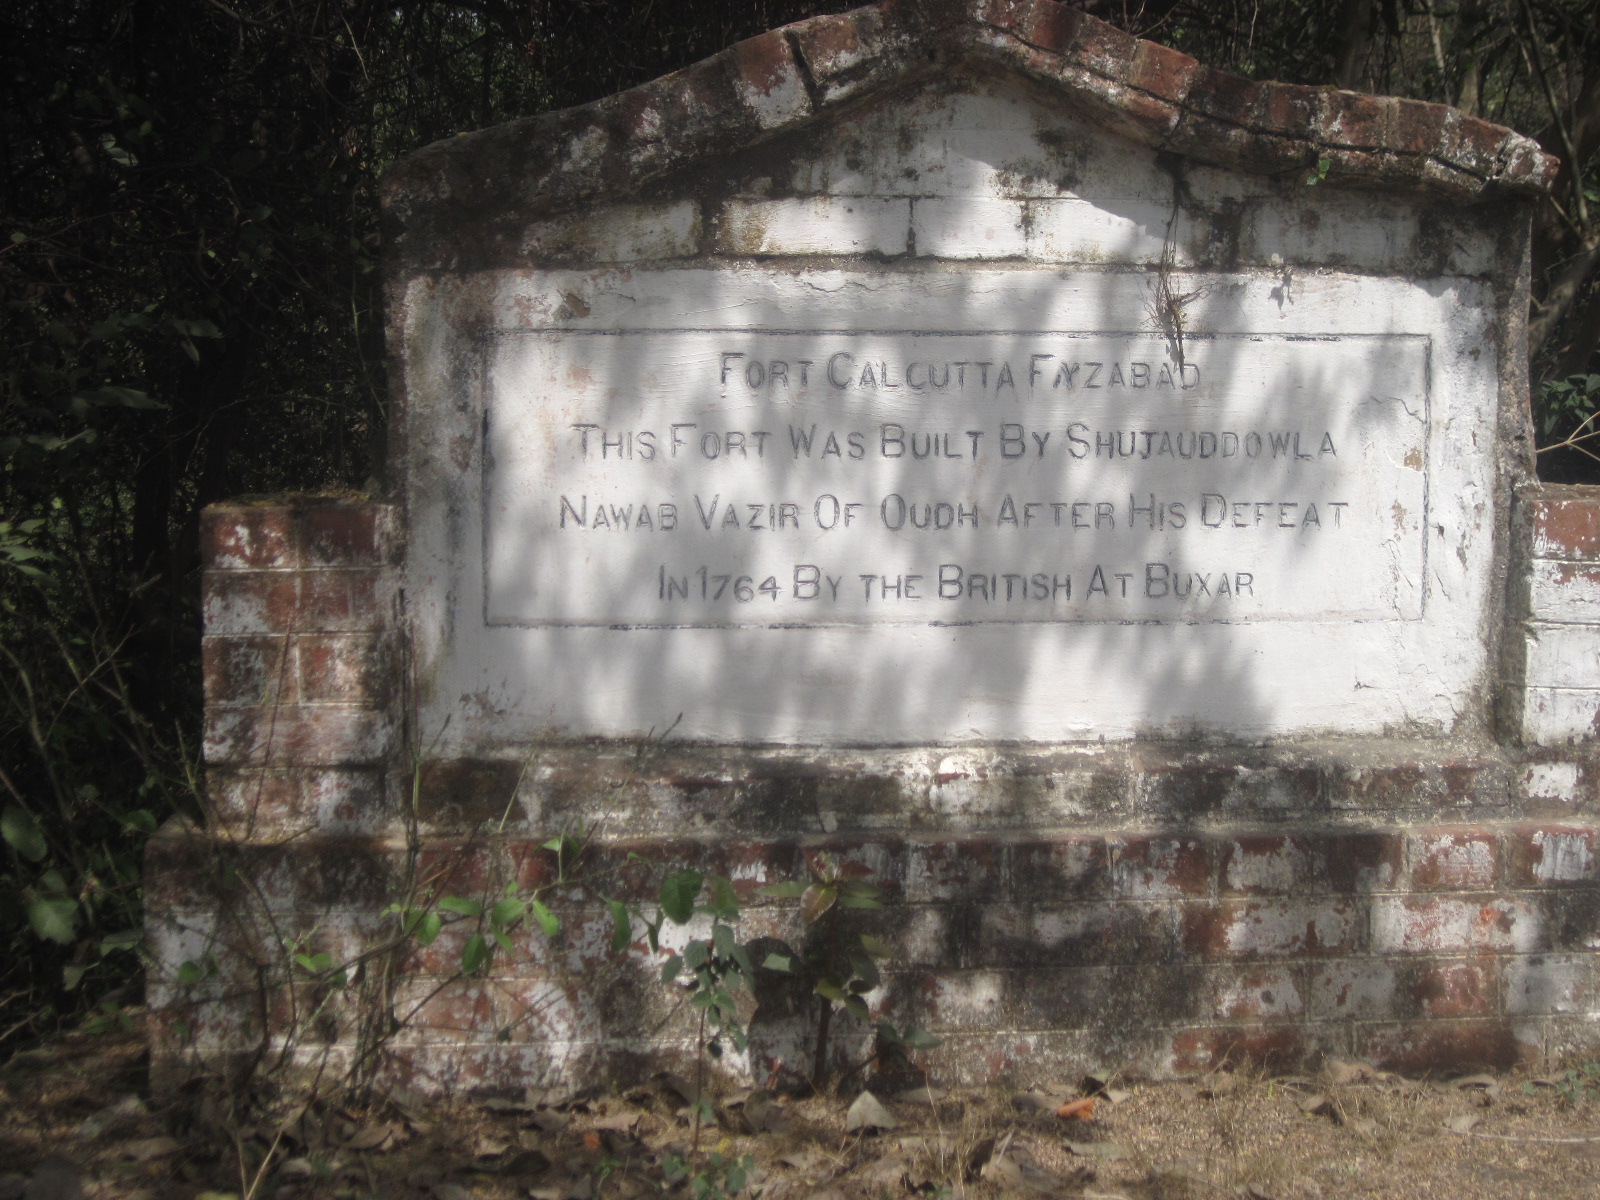 FORT CALCUTTA FAYZABAD
THIS FORT WAS BUILT BY SHUJAUDDOWLA
NAWAB VAZIR OF OUDH AFTER HIS DEFEAT
IN 1764 BY THE BRITISH AT BUXAR